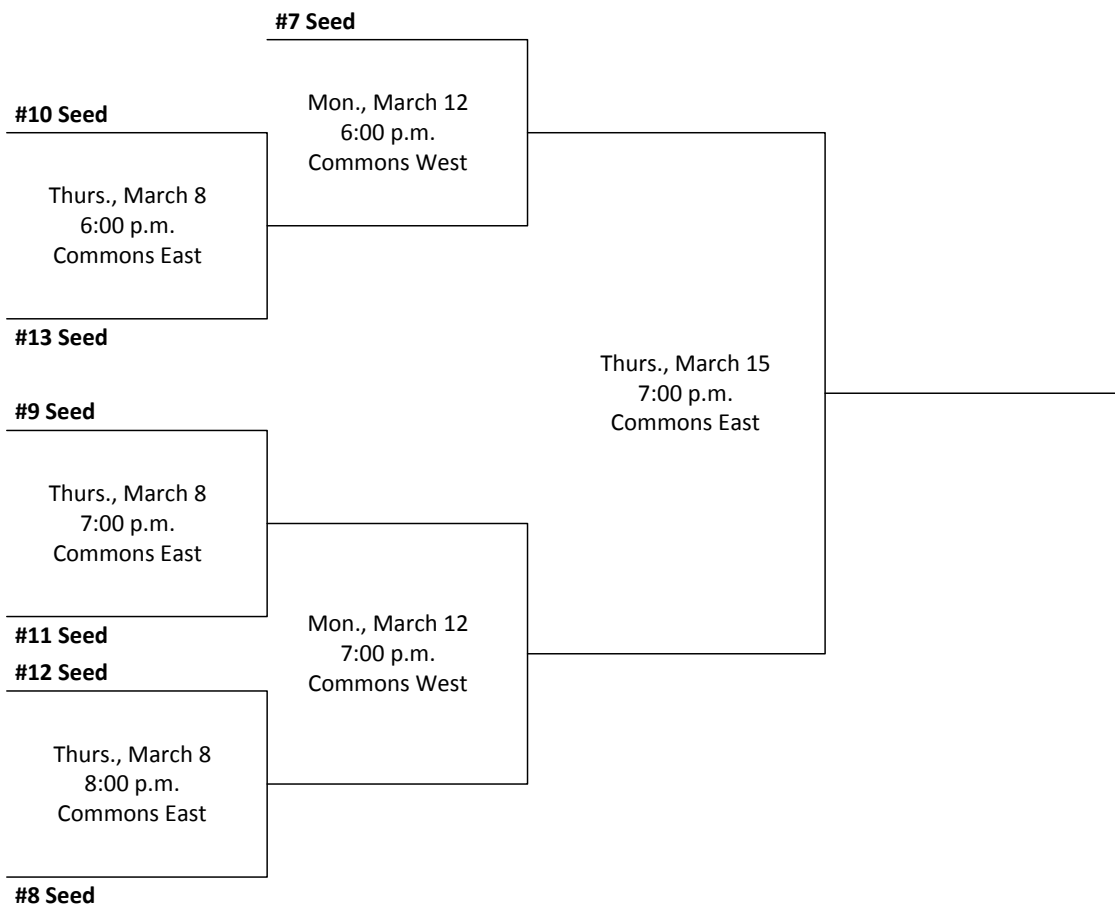 #7 Seed
Mon., March 12
6:00 p.m.
Commons West
#10 Seed
Thurs., March 8
6:00 p.m.
Commons East
#13 Seed
Thurs., March 15
7:00 p.m.
Commons East
#9 Seed
Thurs., March 8
7:00 p.m.
Commons East
#11 Seed
Mon., March 12
7:00 p.m.
Commons West
#12 Seed
Thurs., March 8
8:00 p.m.
Commons East
#8 Seed